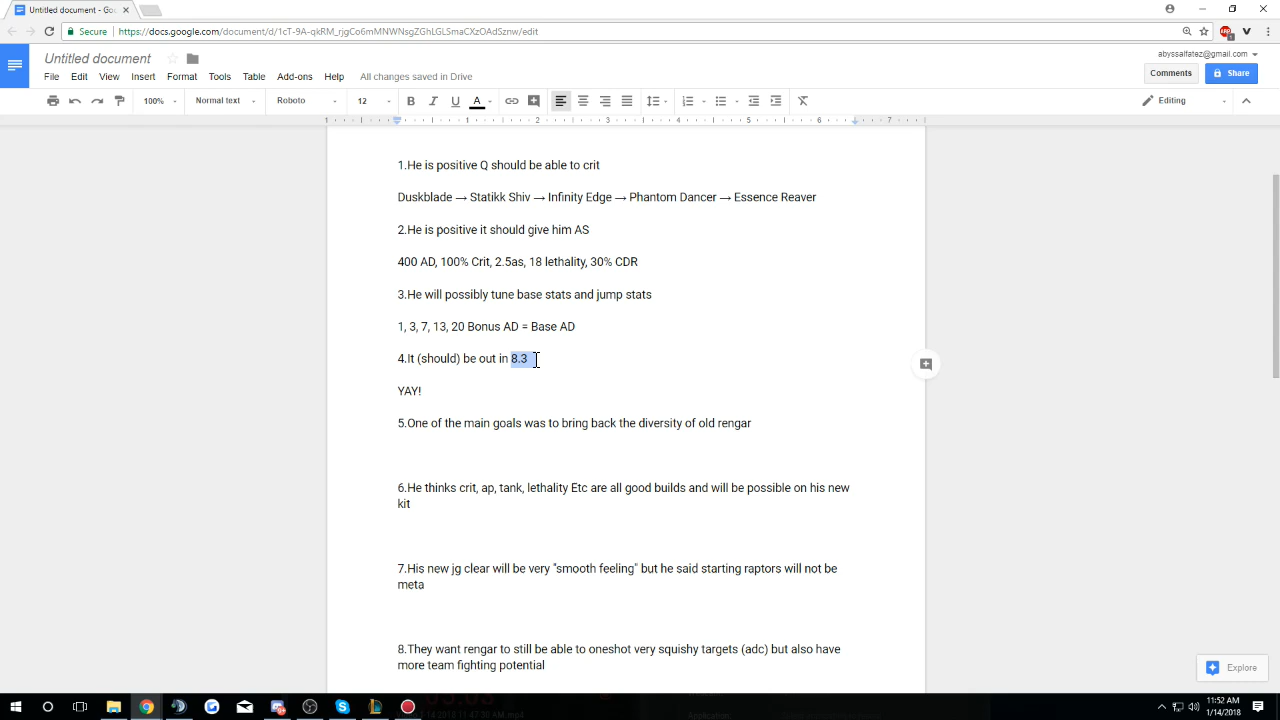 Untitled document - Goo
Secure
https://docs.google.com/document/d/1cT-9A-qkRM_rjgCo6mMNWNsgZGhLGLSmaCXzOAdSznw/edit
Untitled document
abyssalfatez@gmail.com
File Edit View Insert Format Tools Table Add-ons Help All changes saved in Drive
Comments Share
100% Normal text Roboto 12 B I U A Editing
1 1 2 3 4 5 6 7
1.He is positive Q should be able to crit
Duskblade → Statikk Shiv → Infinity Edge → Phantom Dancer → Essence Reaver
2.He is positive it should give him AS
400 AD, 100% Crit, 2.5as, 18 lethality, 30% CDR
3.He will possibly tune base stats and jump stats
1, 3, 7, 13, 20 Bonus AD = Base AD
4.It (should) be out in 8.3
YAY!
5.One of the main goals was to bring back the diversity of old rengar
6.He thinks crit, ap, tank, lethality Etc are all good builds and will be possible on his new
kit
7.His new jg clear will be very "smooth feeling" but he said starting raptors will not be
meta
8.They want rengar to still be able to oneshot very squishy targets (adc) but also have
more team fighting potential
Explore
11:52 AM
1/14/2018